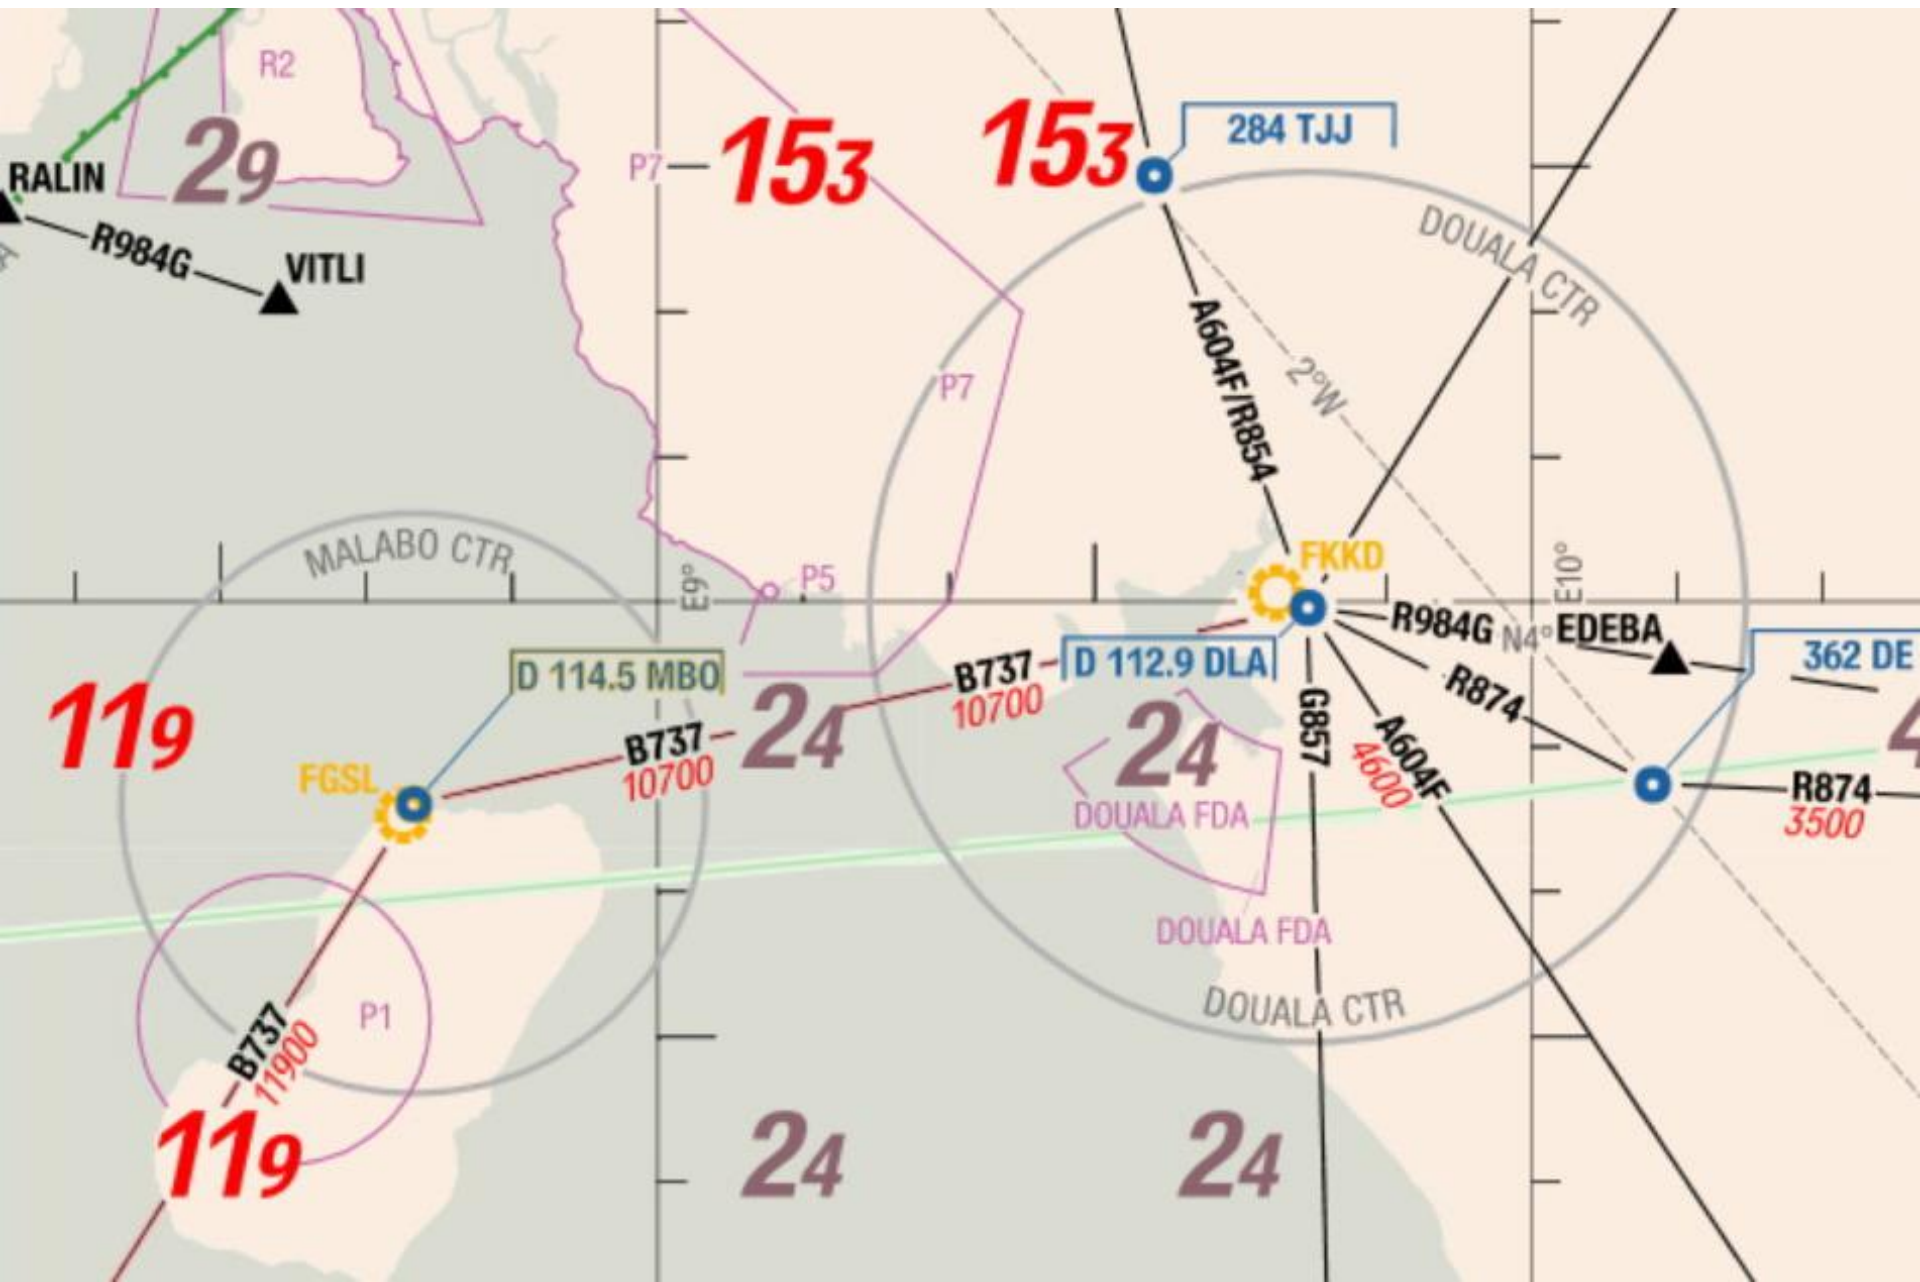 R2
P7
153
153
284 TJJ
29
RALIN
R984G
VITLI
DOUALA CTR
A604F/R854
2°W
P7
MALABO CTR
E9°
P5
FKKD
E10°
R984G
N4°
EDEBA
D 114.5 MBO
B737
10700
D 112.9 DLA
R874
362 DE
119
B737
10700
24
24
G857
A604F
4600
4
FGSL
R874
3500
DOUALA FDA
DOUALA FDA
P1
B737
11900
DOUALA CTR
119
24
24